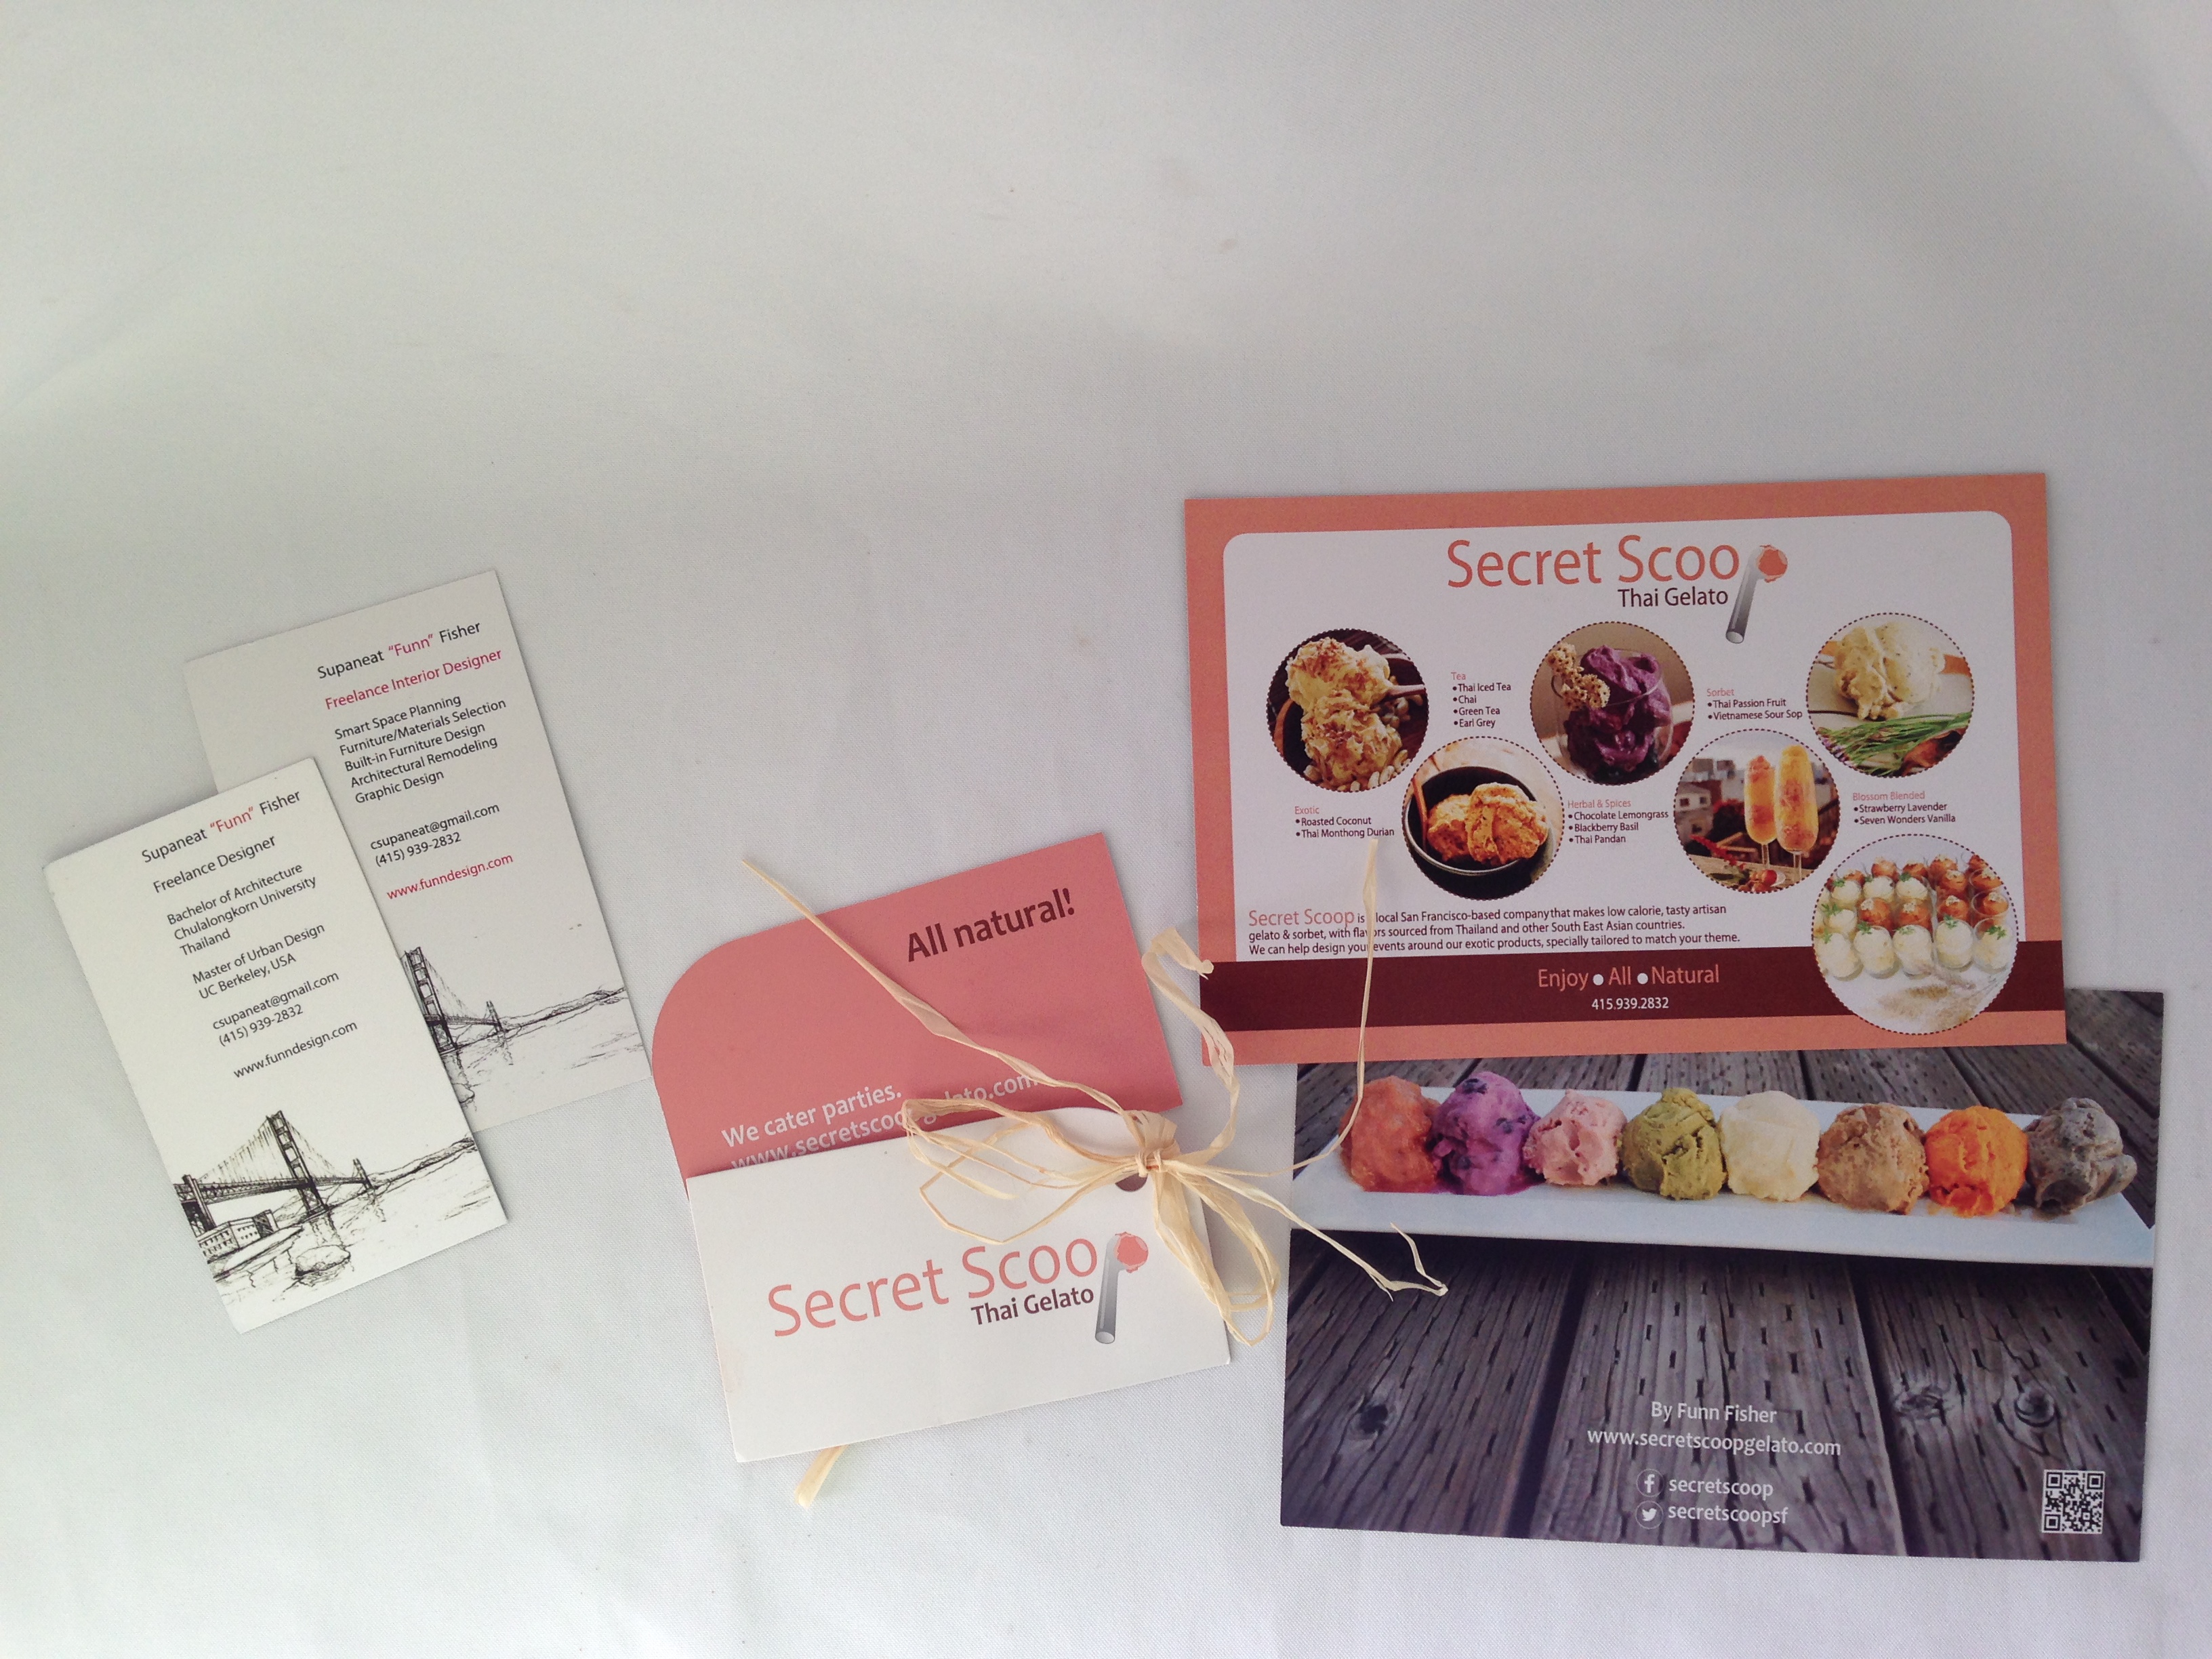 Supaneat "Funn" Fisher
Freelance Designer
Bachelor of Architecture
Chulalongkorn University
Thailand
Master of Urban Design
UC Berkeley, USA
csupaneat@gmail.com
(415) 939-2832
www.funndesign.com
Supaneat "Funn" Fisher
Freelance Interior Designer
Smart Space Planning
Furniture/Materials Selection
Built-in Furniture Design
Architectural Remodeling
Graphic Design
csupaneat@gmail.com
(415) 939-2832
www.funndesign.com
All natural!
We cater parties.
www.secretscoo
lato.com
Secret Scoo
Thai Gelato
Secret Scoo
Thai Gelato
Exotic
•Roasted Coconut
•Thai Monthong Durian
Tea
•Thai Iced Tea
•Chai
•Green Tea
•Earl Grey
Herbal & Spices
•Chocolate Lemongrass
•Blackberry Basil
•Thai Pandan
Sorbet
•Thai Passion Fruit
•Vietnamese Sour Sop
Blossom Blended
•Strawberry Lavender
•Seven Wonders Vanilla
Secret Scoop is local San Francisco-based company that makes low calorie, tasty artisan
gelato & sorbet, with fla ors sourced from Thailand and other South East Asian countries.
We can help design you events around our exotic products, specially tailored to match your theme.
Enjoy • All • Natural
415.939.2832
By Funn Fisher
www.secretscoopgelato.com
f secretscoop
secretscoopsf